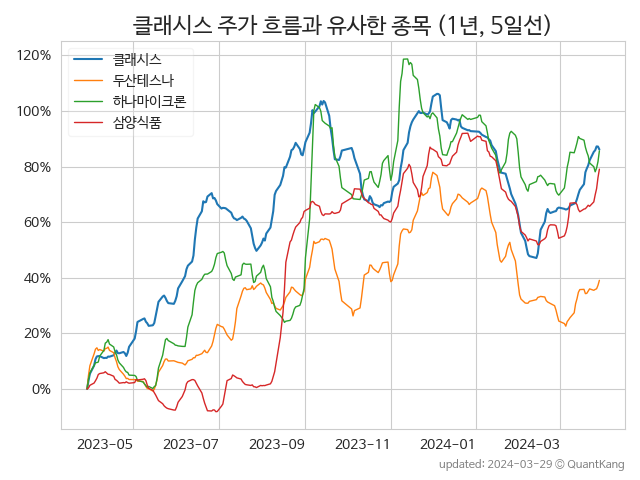 클래시스 주가 흐름과 유사한 종목 (1년, 5일선)
클래시스
두산테스나
하나마이크론
삼양식품
120%
100%
80%
60%
40%
20%
0%
2023-05 2023-07 2023-09 2023-11 2024-01 2024-03
updated: 2024-03-29 © QuantKang